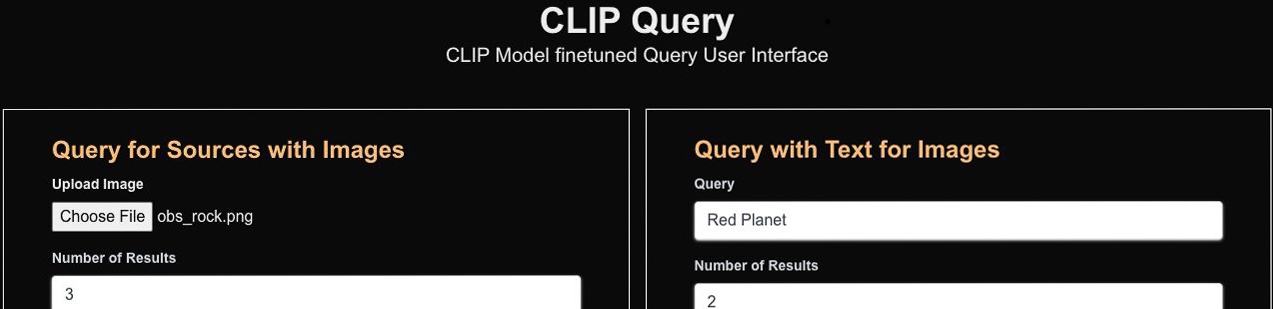 CLIP Query
CLIP Model finetuned Query User Interface
Query for Sources with Images
Upload Image
Choose File obs_rock.png
Number of Results
3
Query with Text for Images
Query
Red Planet
Number of Results
2